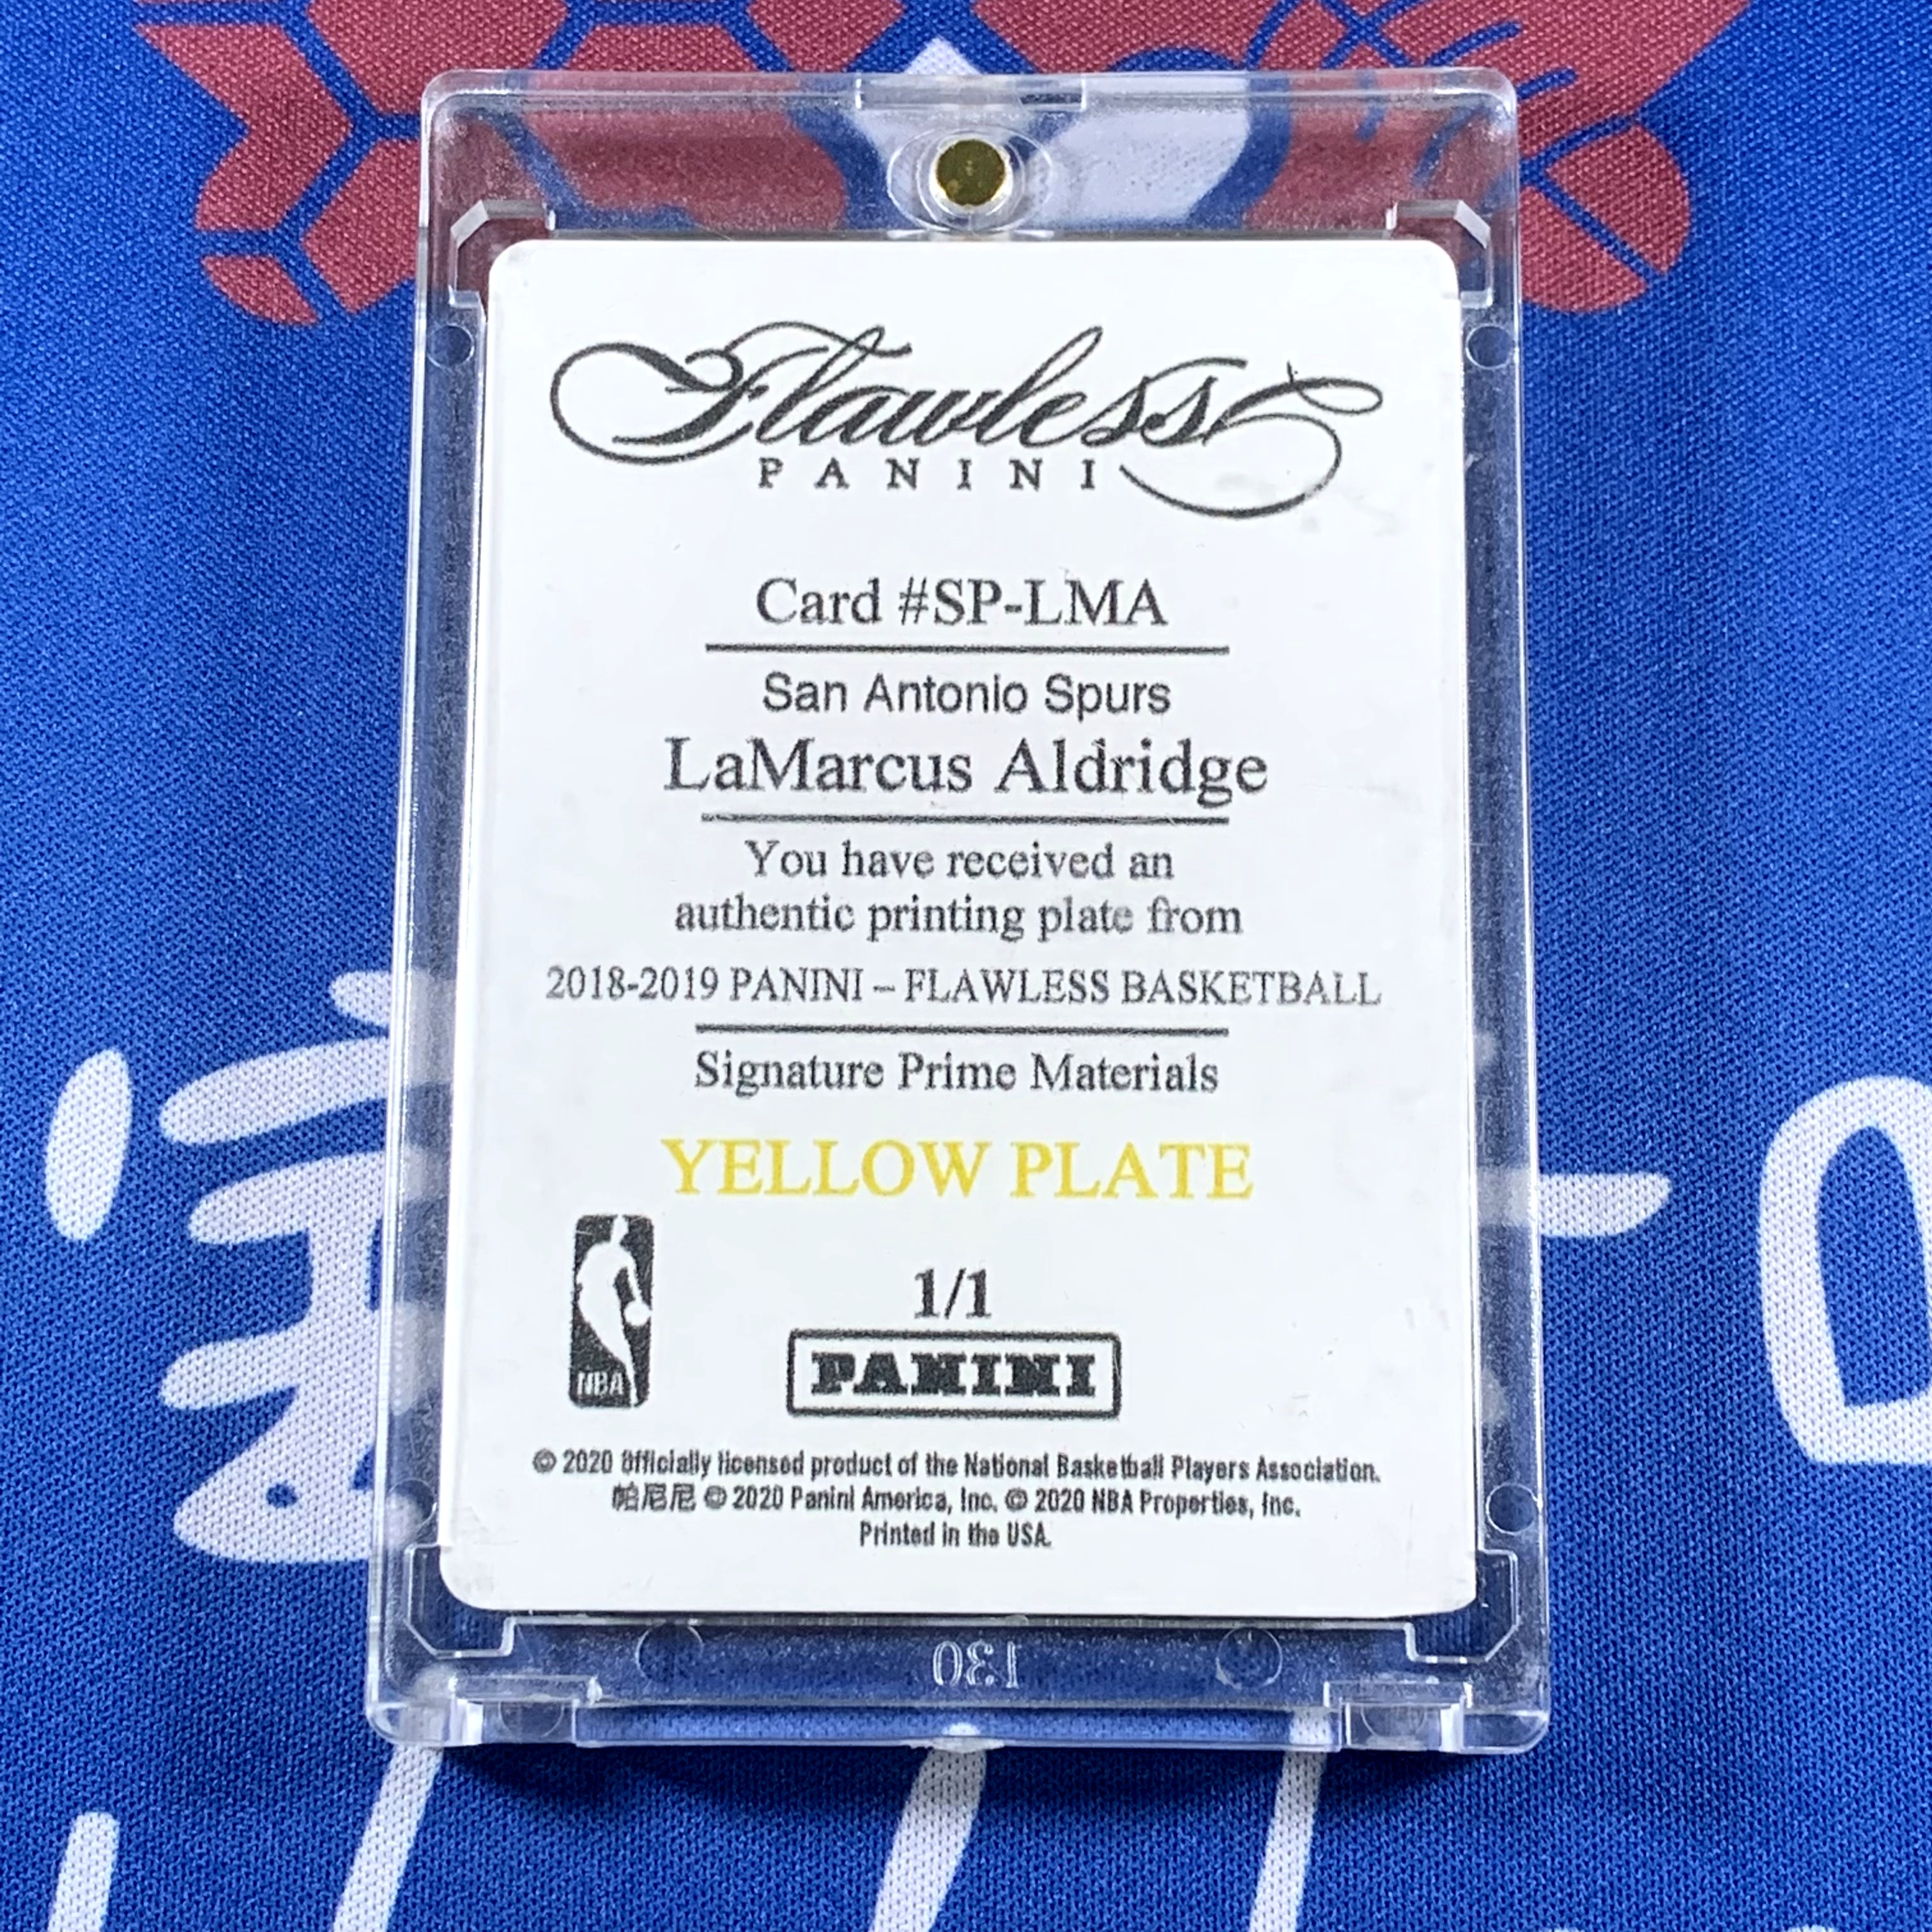 Flawless
PANINI
Card #SP-LMA
San Antonio Spurs
LaMarcus Aldridge
You have received an
authentic printing plate from
2018-2019 PANINI – FLAWLESS BASKETBALL
Signature Prime Materials
YELLOW PLATE
1/1
NBA
PANINI
© 2020 Officially licensed product of the National Basketball Players Association.
帕尼尼 © 2020 Panini America, Inc. © 2020 NBA Properties, Inc.
Printed in the USA.
130